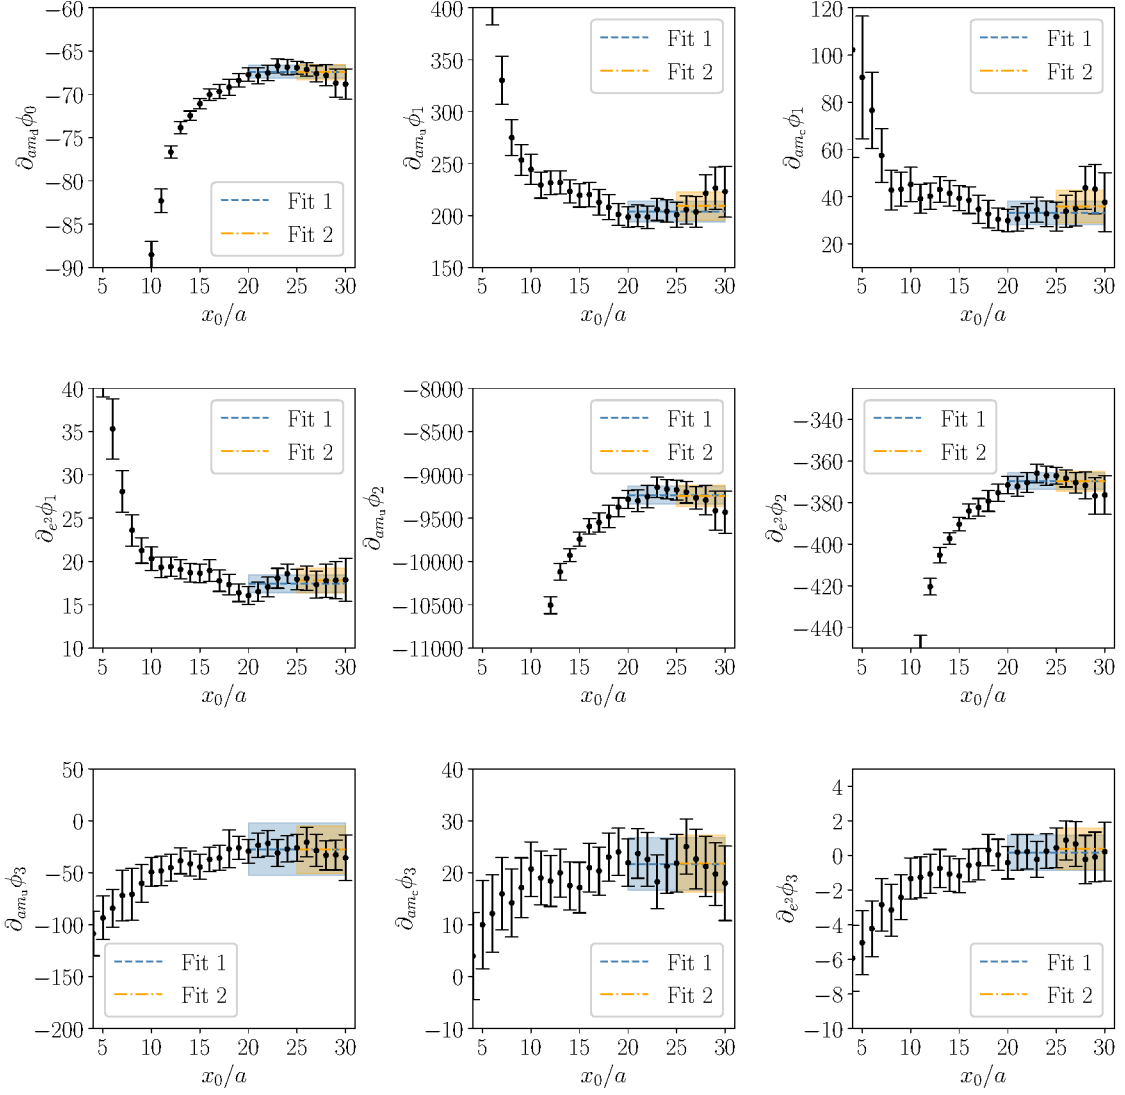 ∂_{am_d}ϕ_0
−60
−65
−70
−75
−80
−85
−90
Fit 1
Fit 2
5 10 15 20 25 30
x_0/a
∂_{am_u}ϕ_1
400
350
300
250
200
150
Fit 1
Fit 2
5 10 15 20 25 30
x_0/a
∂_{am_c}ϕ_1
120
100
80
60
40
20
Fit 1
Fit 2
5 10 15 20 25 30
x_0/a
∂_{e^2}ϕ_1
40
35
30
25
20
15
10
Fit 1
Fit 2
5 10 15 20 25 30
x_0/a
∂_{am_u}ϕ_2
−8000
−8500
−9000
−9500
−10000
−10500
−11000
Fit 1
Fit 2
5 10 15 20 25 30
x_0/a
∂_{e^2}ϕ_2
−340
−360
−380
−400
−420
−440
Fit 1
Fit 2
5 10 15 20 25 30
x_0/a
∂_{am_u}ϕ_3
50
0
−50
−100
−150
−200
Fit 1
Fit 2
5 10 15 20 25 30
x_0/a
∂_{am_c}ϕ_3
40
30
20
10
0
−10
Fit 1
Fit 2
5 10 15 20 25 30
x_0/a
∂_{e^2}ϕ_3
4
2
0
−2
−4
−6
−8
−10
Fit 1
Fit 2
5 10 15 20 25 30
x_0/a